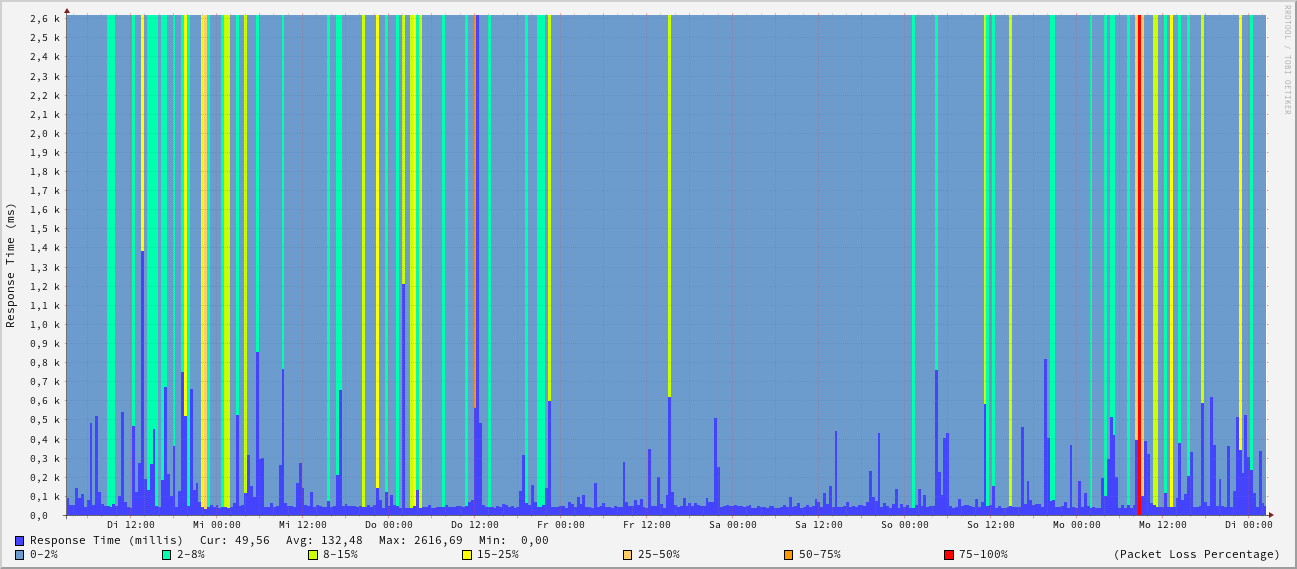 RRDTOOL / TOBI OETIKER
Response Time (ms)
2,6 k
2,5 k
2,4 k
2,3 k
2,2 k
2,1 k
2,0 k
1,9 k
1,8 k
1,7 k
1,6 k
1,5 k
1,4 k
1,3 k
1,2 k
1,1 k
1,0 k
0,9 k
0,8 k
0,7 k
0,6 k
0,5 k
0,4 k
0,3 k
0,2 k
0,1 k
0,0
Di 12:00 Mi 00:00 Mi 12:00 Do 00:00 Do 12:00 Fr 00:00 Fr 12:00 Sa 00:00 Sa 12:00 So 00:00 So 12:00 Mo 00:00 Mo 12:00 Di 00:00
Response Time (millis) Cur: 49,56 Avg: 132,48 Max: 2616,69 Min: 0,00
0-2% 2-8% 8-15% 15-25% 25-50% 50-75% 75-100% (Packet Loss Percentage)